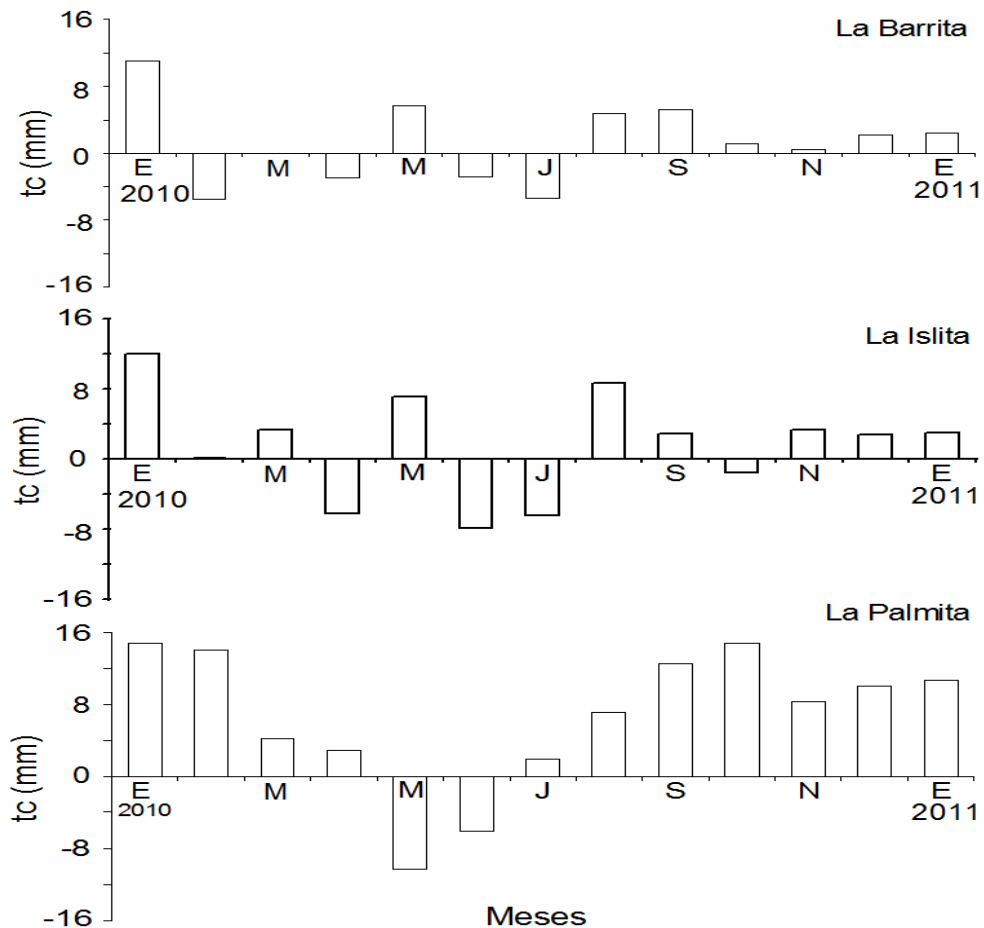 La Barrita
tc (mm)
16
8
0
-8
-16
E M M J S N E
2010 2011
La Islita
tc (mm)
16
8
0
-8
-16
E M M J S N E
2010 2011
La Palmita
tc (mm)
16
8
0
-8
-16
E M M J S N E
2010 2011
Meses